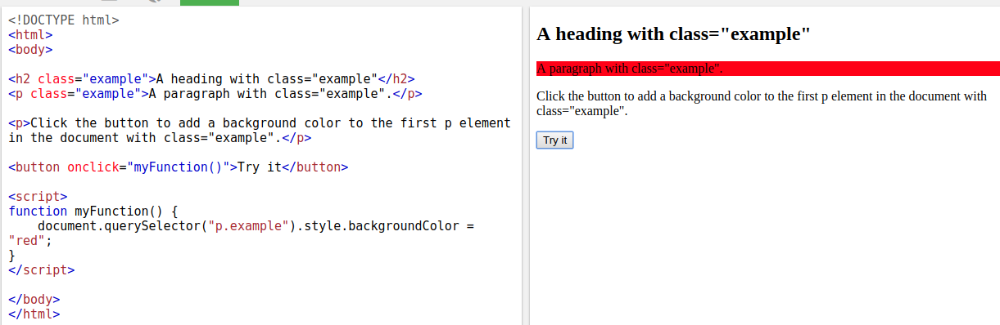 <!DOCTYPE html>
<html>
<body>
<h2 class="example">A heading with class="example"</h2>
<p class="example">A paragraph with class="example".</p>
<p>Click the button to add a background color to the first p element
in the document with class="example".</p>
<button onclick="myFunction()">Try it</button>
<script>
function myFunction() {
    document.querySelector("p.example").style.backgroundColor =
"red";
}
</script>
</body>
</html>
A heading with class="example"
A paragraph with class="example".
Click the button to add a background color to the first p element in the document with
class="example".
Try it